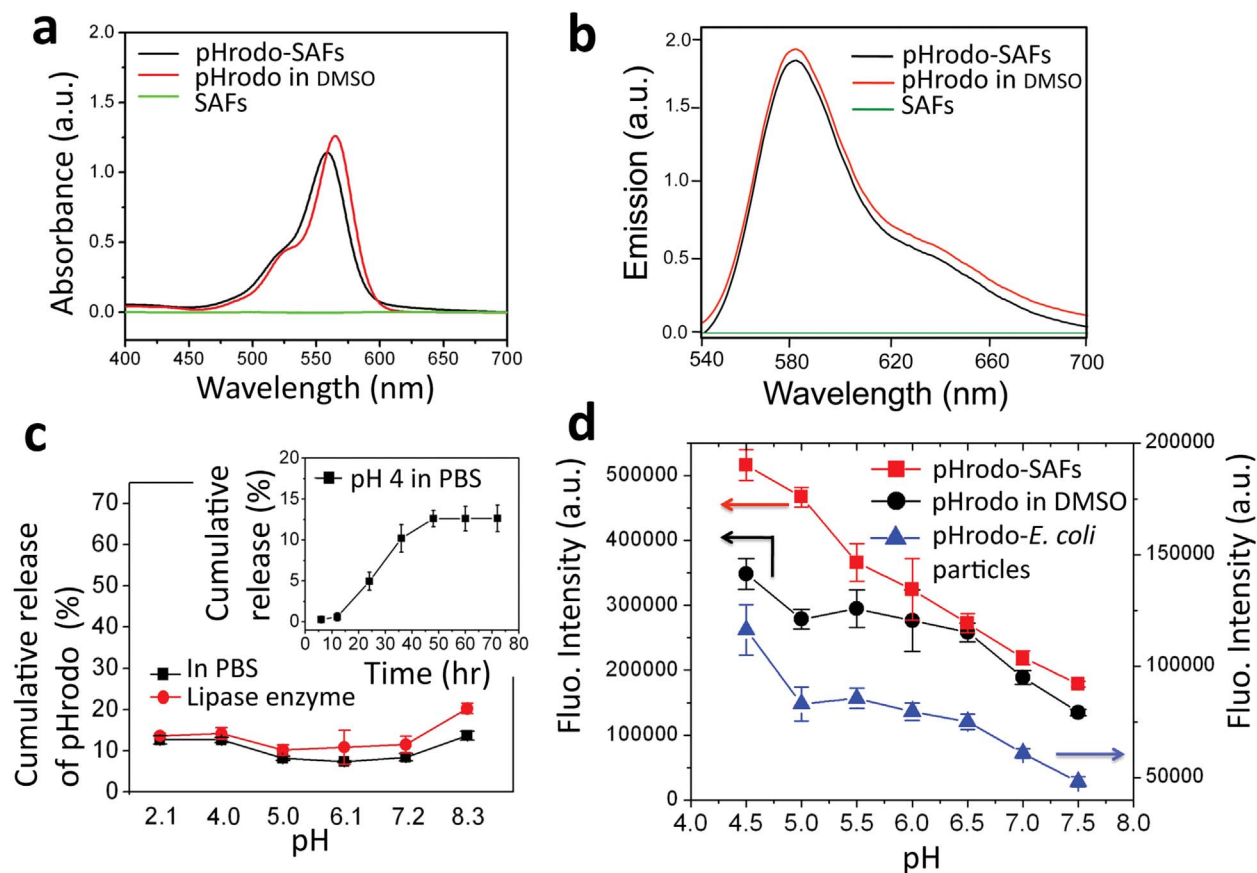 a
2.0
1.5
1.0
0.5
0.0
Absorbance (a.u.)
pHrodo-SAFs
pHrodo in DMSO
SAFs
400 450 500 550 600 650 700
Wavelength (nm)
b
2.0
1.5
1.0
0.5
0.0
Emission (a.u.)
pHrodo-SAFs
pHrodo in DMSO
SAFs
540 580 620 660 700
Wavelength (nm)
c
70
60
50
40
30
20
10
0
Cumulative release
of pHrodo (%)
In PBS
Lipase enzyme
2.1 4.0 5.0 6.1 7.2 8.3
pH
20
15
10
5
0
Cumulative
release (%)
pH 4 in PBS
0 10 20 30 40 50 60 70 80
Time (hr)
d
500000
400000
300000
200000
100000
0
Fluo. Intensity (a.u.)
pHrodo-SAFs
pHrodo in DMSO
pHrodo-E. coli
particles
200000
150000
100000
50000
Fluo. Intensity (a.u.)
4.0 4.5 5.0 5.5 6.0 6.5 7.0 7.5 8.0
pH